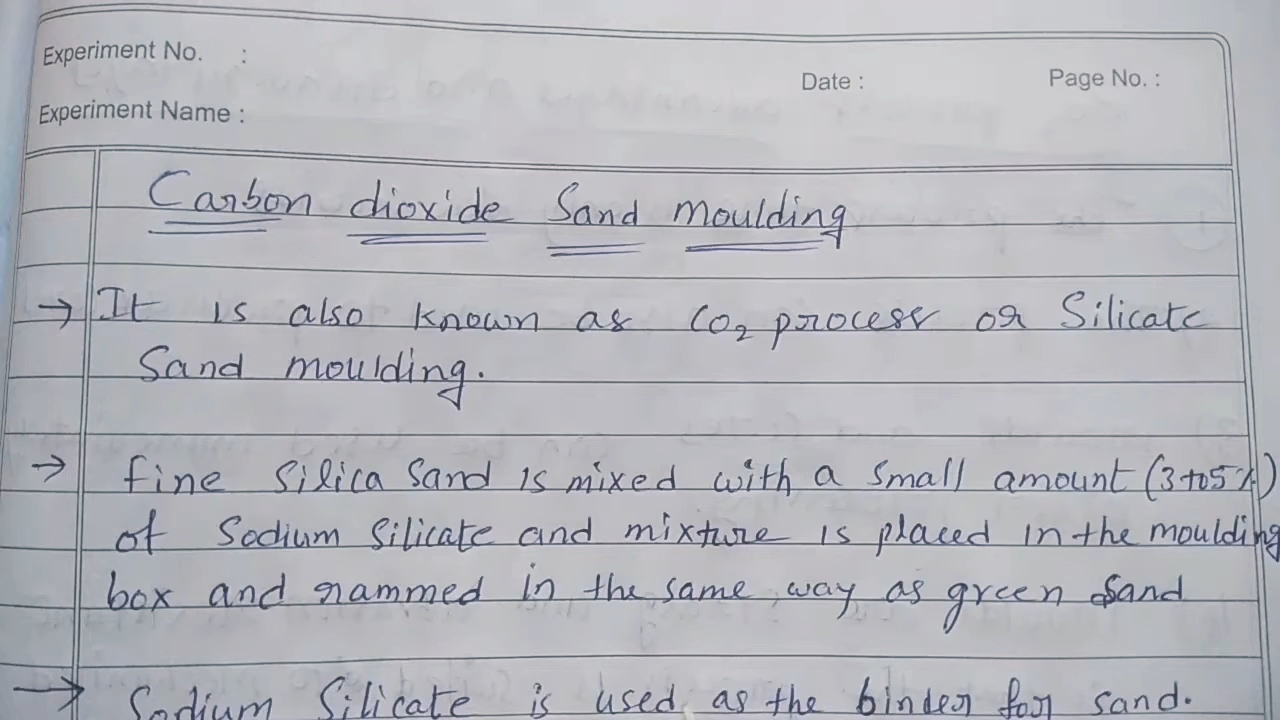 Experiment No. :
Date :
Page No. :
Experiment Name :
Carbon dioxide Sand moulding
→ It is also known as CO2 process or Silicate
Sand moulding.
→ fine Silica Sand is mixed with a small amount (3 to 5 %)
of Sodium Silicate and mixture is placed in the moulding
box and rammed in the same way as green Sand
→ Sodium Silicate is used as the binder for sand.